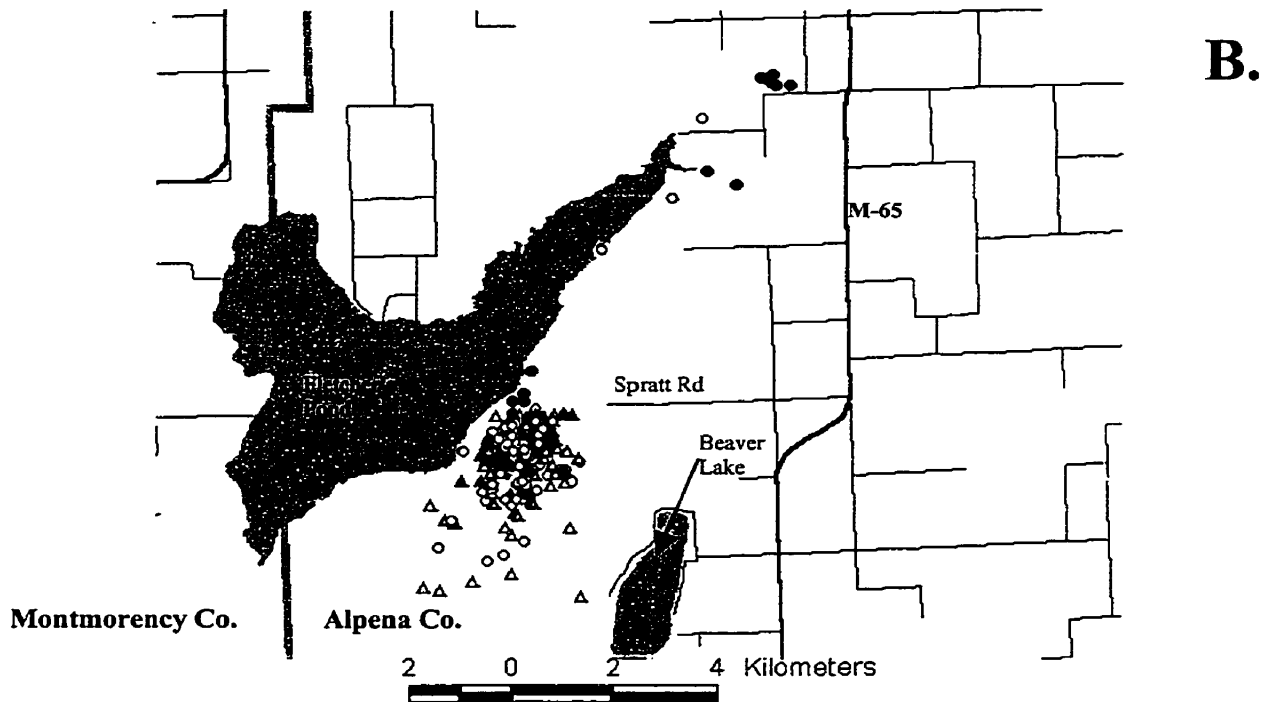 B.
M-65
Spratt Rd
Beaver
Lake
Montmorency Co.
Alpena Co.
2 0 2 4 Kilometers